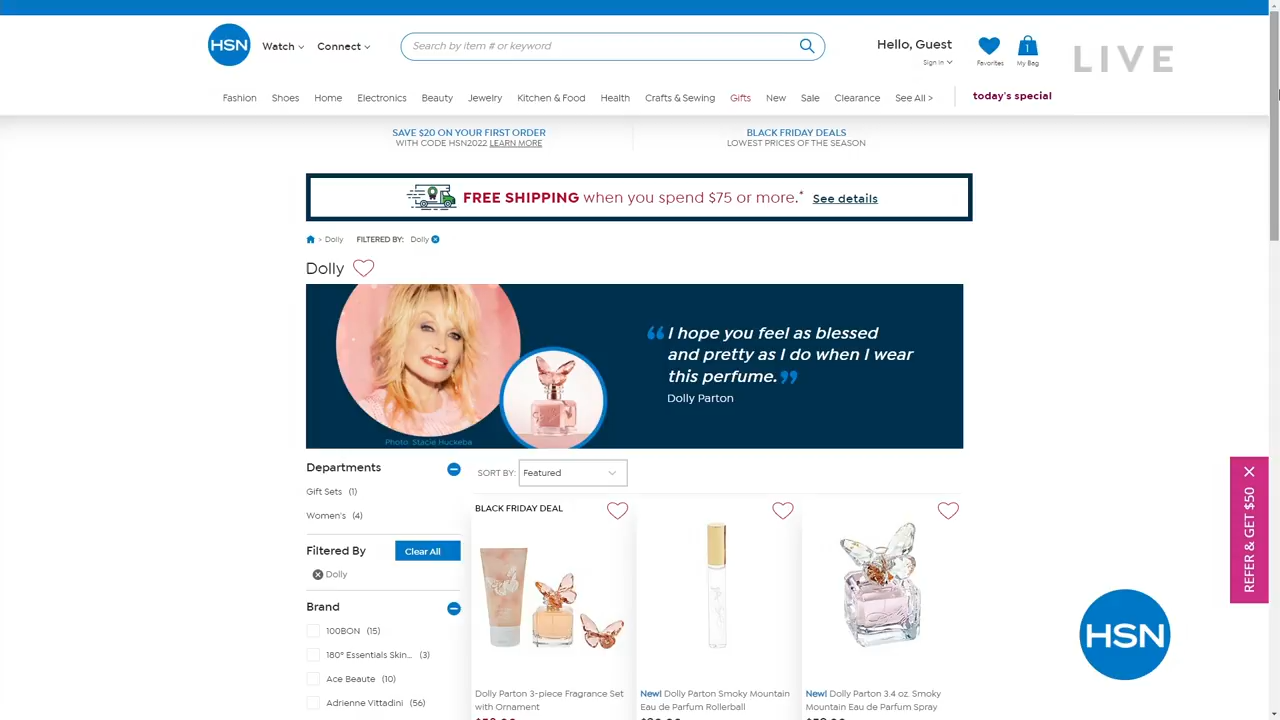 HSN
Watch
Connect
Search by item # or keyword
Hello, Guest
Sign In
Favorites
1
My Bag
LIVE
Fashion
Shoes
Home
Electronics
Beauty
Jewelry
Kitchen & Food
Health
Crafts & Sewing
Gifts
New
Sale
Clearance
See All >
today's special
SAVE $20 ON YOUR FIRST ORDER
WITH CODE HSN2022 LEARN MORE
BLACK FRIDAY DEALS
LOWEST PRICES OF THE SEASON
FREE SHIPPING when you spend $75 or more.* See details
> Dolly FILTERED BY: Dolly
Dolly
“ I hope you feel as blessed
and pretty as I do when I wear
this perfume. ”
Dolly Parton
Photo: Stacie Huckeba
Departments
Gift Sets (1)
Women's (4)
Filtered By
Clear All
Dolly
Brand
100BON (15)
180° Essentials Skin... (3)
Ace Beaute (10)
Adrienne Vittadini (56)
SORT BY: Featured
BLACK FRIDAY DEAL
Dolly Parton 3-piece Fragrance Set
with Ornament
New! Dolly Parton Smoky Mountain
Eau de Parfum Rollerball
New! Dolly Parton 3.4 oz. Smoky
Mountain Eau de Parfum Spray
REFER & GET $50
HSN